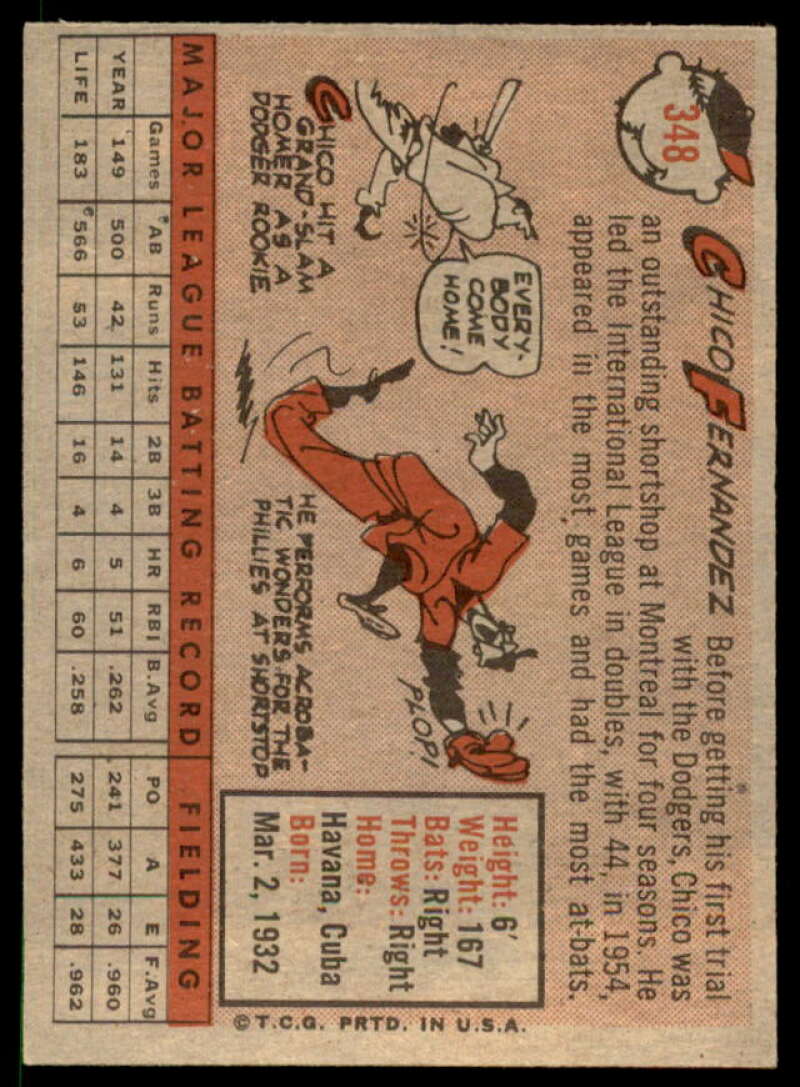 348
CHICO FERNANDEZ
Before getting his first trial
with the Dodgers, Chico was
an outstanding shortshop at Montreal for four seasons. He
led the International League in doubles, with 44, in 1954,
appeared in the most games and had the most at-bats.
EVERY-
BODY
COME
HOME!
CHICO HIT A
GRAND-SLAM
HOMER AS A
DODGER ROOKIE
PLOP!
HE PERFORMS ACROBA-
TIC WONDERS FOR THE
PHILLIES AT SHORTSTOP
Height: 6'
Weight: 167
Bats: Right
Throws: Right
Home:
Havana, Cuba
Born:
Mar. 2, 1932
MAJOR LEAGUE BATTING RECORD FIELDING
Games AB Runs Hits 2B 3B HR RBI B.Avg PO A E F.Avg
YEAR 149 500 42 131 14 4 5 51 .262 241 377 26 .960
LIFE 183 566 53 146 16 4 6 60 .258 275 433 28 .962
© T.C.G. PRTD. IN U.S.A.